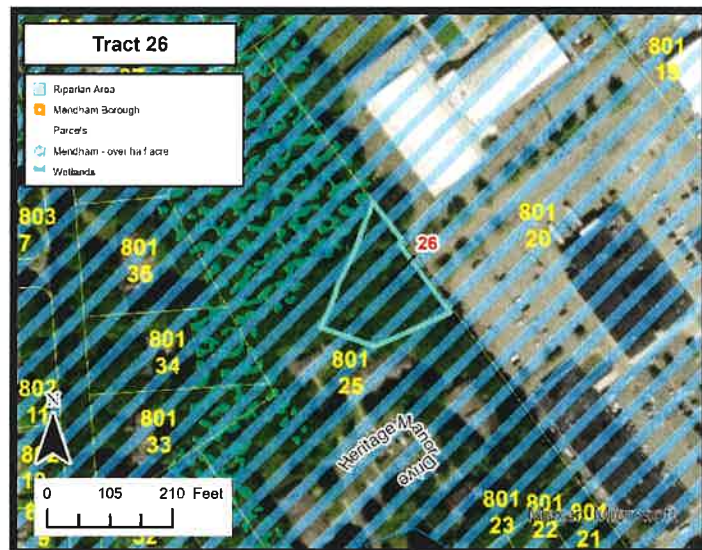 Tract 26
Riparian Area
Mendham Borough
Parcels
Mendham - over half acre
Wetlands
801
19
803
7
801
36
26
801
20
801
34
801
25
802
11
N
801
33
Heritage Manor Drive
0 105 210 Feet
801
23
801
22
801
21